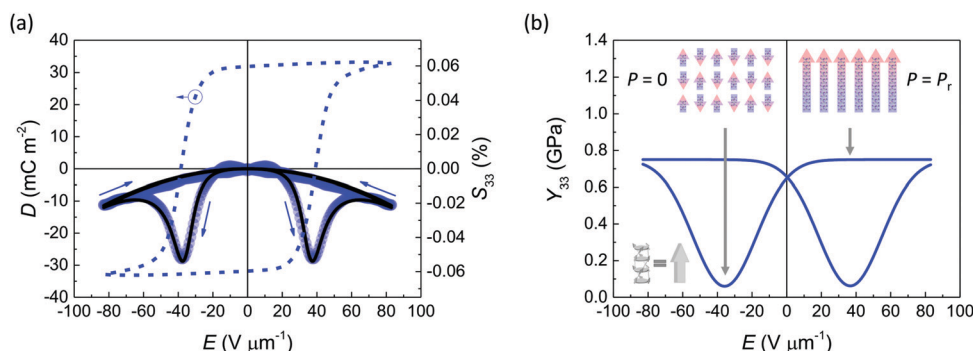 (a)
40
30
20
10
0
-10
-20
-30
-40
D (mC m⁻²)
0.06
0.04
0.02
0.00
-0.02
-0.04
-0.06
S₃₃ (%)
-100 -80 -60 -40 -20 0 20 40 60 80 100
E (V μm⁻¹)
(b)
1.4
1.2
1.0
0.8
0.6
0.4
0.2
0.0
Y₃₃ (GPa)
P = 0
P = Pᵣ
=
-100 -80 -60 -40 -20 0 20 40 60 80 100
E (V μm⁻¹)